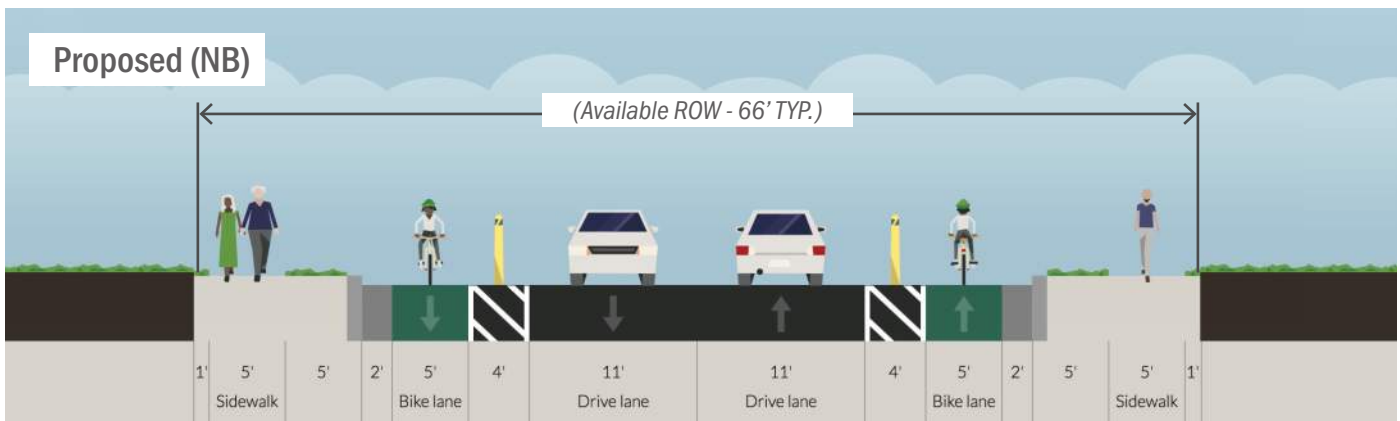 Proposed (NB)
(Available ROW - 66' TYP.)
1' 5' 5' 2' 5' 4' 11' 11' 4' 5' 2' 5' 5' 1'
Sidewalk Bike lane Drive lane Drive lane Bike lane Sidewalk